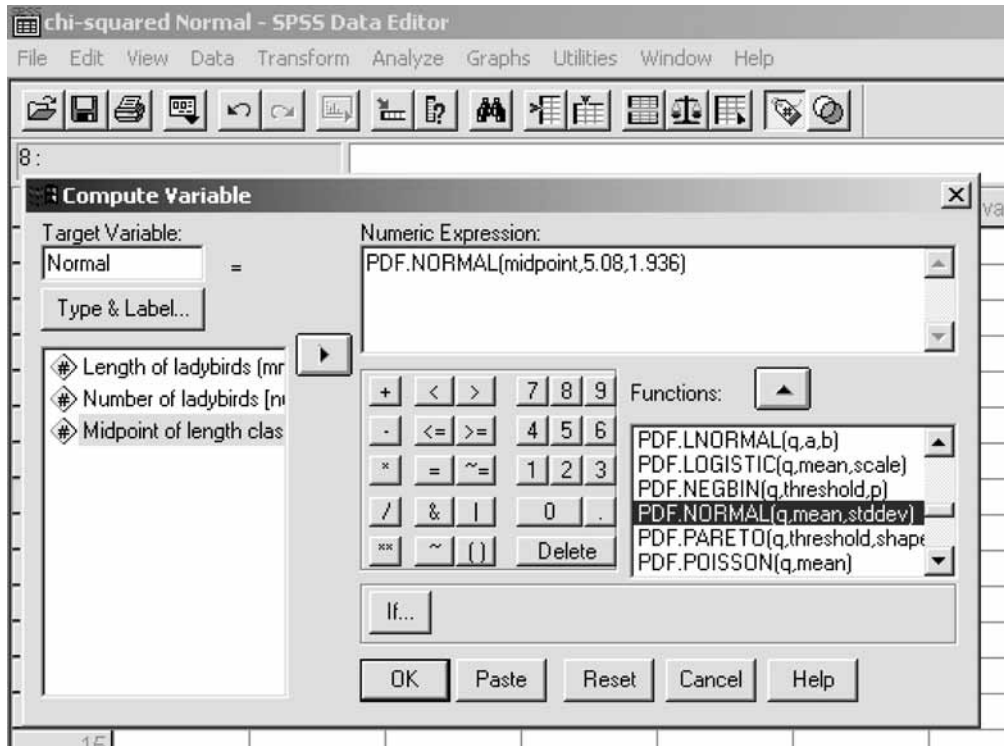 chi-squared Normal - SPSS Data Editor
File Edit View Data Transform Analyze Graphs Utilities Window Help
8:
Compute Variable
va
Target Variable:
Numeric Expression:
Normal
=
PDF.NORMAL(midpoint,5.08,1.936)
Type & Label...
Length of ladybirds (mr
Number of ladybirds [nu
Midpoint of length clas
+ < > 7 8 9
- <= >= 4 5 6
* = ~= 1 2 3
/ & | 0 .
** ~ () Delete
Functions:
PDF.LNORMAL(q,a,b)
PDF.LOGISTIC(q,mean,scale)
PDF.NEGBIN(q,threshold,p)
PDF.NORMAL(q,mean,stddev)
PDF.PARETO(q,threshold,shape
PDF.POISSON(q,mean)
If...
OK Paste Reset Cancel Help
15